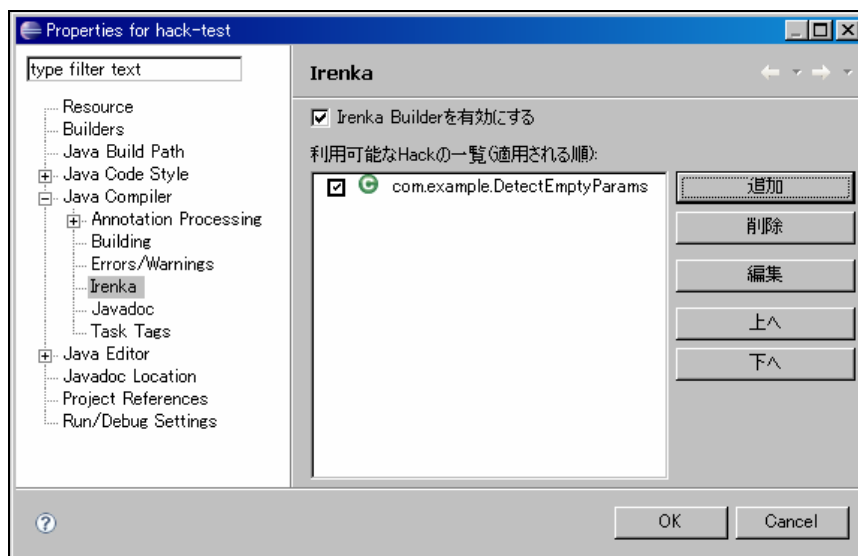 Properties for hack-test
type filter text
Resource
Builders
Java Build Path
Java Code Style
Java Compiler
Annotation Processing
Building
Errors/Warnings
Irenka
Javadoc
Task Tags
Java Editor
Javadoc Location
Project References
Run/Debug Settings
Irenka
Irenka Builderを有効にする
利用可能なHackの一覧(適用される順):
com.example.DetectEmptyParams
追加
削除
編集
上へ
下へ
OK
Cancel